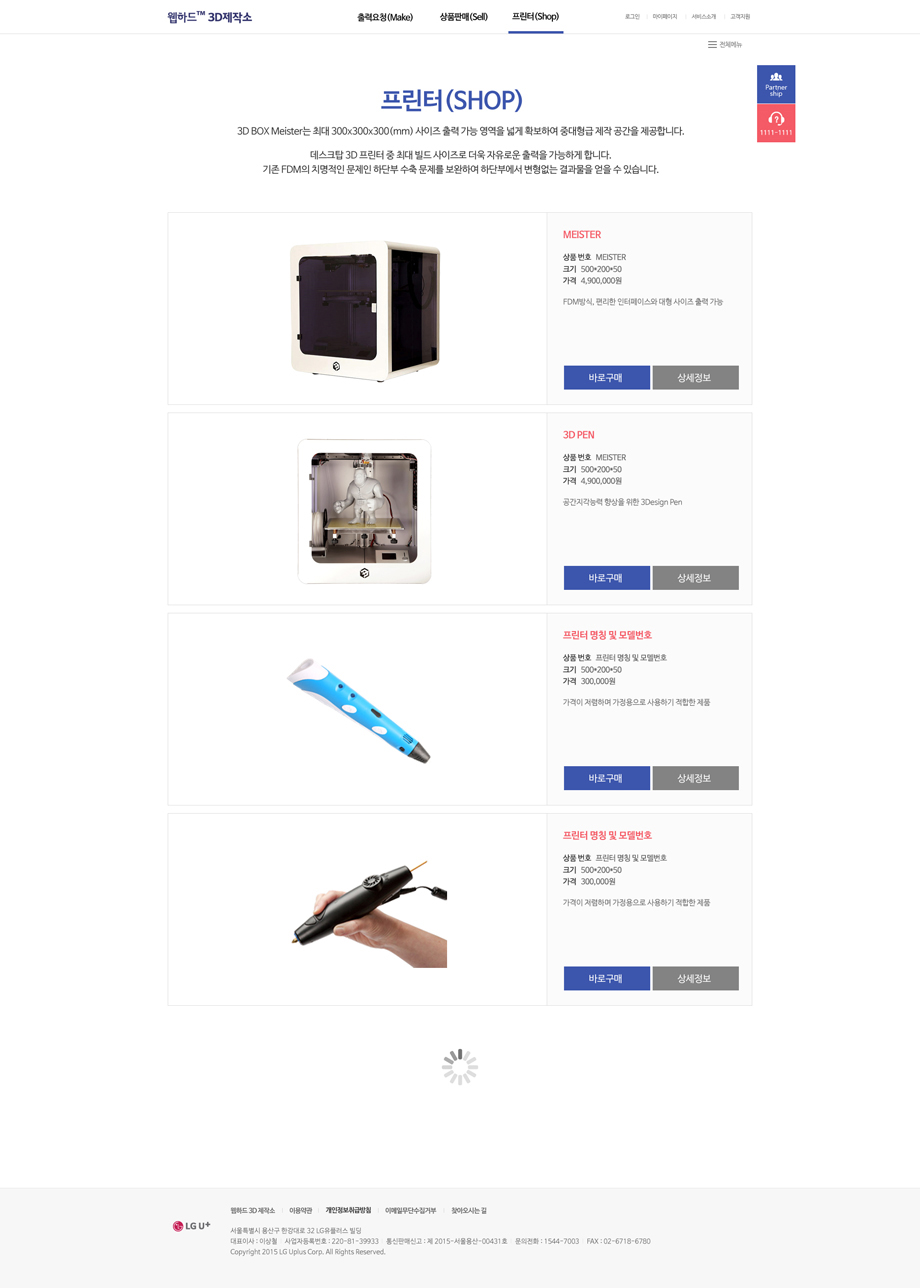 웹하드™ 3D제작소
출력요청(Make) 상품판매(Sell) 프린터(Shop)
로그인 마이페이지 서비스소개 고객지원
전체메뉴
Partner
ship
1111-1111
프린터(SHOP)
3D BOX Meister는 최대 300x300x300(mm) 사이즈 출력 가능 영역을 넓게 확보하여 중대형급 제작 공간을 제공합니다.
데스크탑 3D 프린터 중 최대 빌드 사이즈로 더욱 자유로운 출력을 가능하게 합니다.
기존 FDM의 치명적인 문제인 하단부 수축 문제를 보완하여 하단부에서 변형없는 결과물을 얻을 수 있습니다.
MEISTER
상품 번호 MEISTER
크기 500*200*50
가격 4,900,000원
FDM방식, 편리한 인터페이스와 대형 사이즈 출력 가능
바로구매 상세정보
3D PEN
상품 번호 MEISTER
크기 500*200*50
가격 4,900,000원
공간지각능력 향상을 위한 3Design Pen
바로구매 상세정보
프린터 명칭 및 모델번호
상품 번호 프린터 명칭 및 모델번호
크기 500*200*50
가격 300,000원
가격이 저렴하며 가정용으로 사용하기 적합한 제품
바로구매 상세정보
프린터 명칭 및 모델번호
상품 번호 프린터 명칭 및 모델번호
크기 500*200*50
가격 300,000원
가격이 저렴하며 가정용으로 사용하기 적합한 제품
바로구매 상세정보
LG U+
웹하드 3D 제작소 이용약관 개인정보취급방침 이메일무단수집거부 찾아오시는 길
서울특별시 용산구 한강대로 32 LG유플러스 빌딩
대표이사 : 이상철 사업자등록번호 : 220-81-39933 통신판매신고 : 제 2015-서울용산-00431호 문의전화 : 1544-7003 FAX : 02-6718-6780
Copyright 2015 LG Uplus Corp. All Rights Reserved.